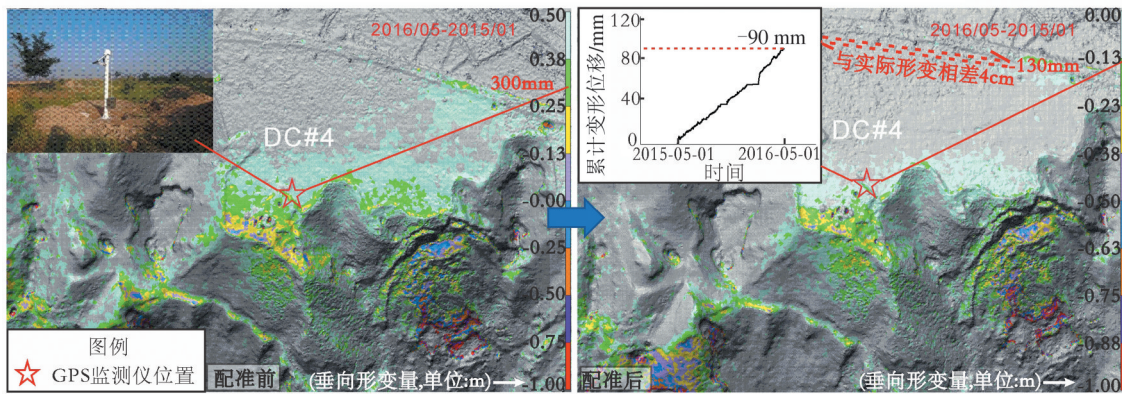 2016/05-2015/01
0.50
0.38
0.25
0.13
-0.00
-0.25
0.50
0.75
1.00
300mm
DC#4
图例
GPS监测仪位置
配准前
(垂向形变量,单位:m)
累计变形位移/mm
120
80
40
0
-90 mm
2015-05-01
2016-05-01
时间
2016/05-2015/01
0.00
-0.13
-0.23
-0.38
-0.50
-0.63
-0.75
-0.88
-1.00
130mm
与实际形变相差4cm
DC#4
配准后
(垂向形变量,单位:m)